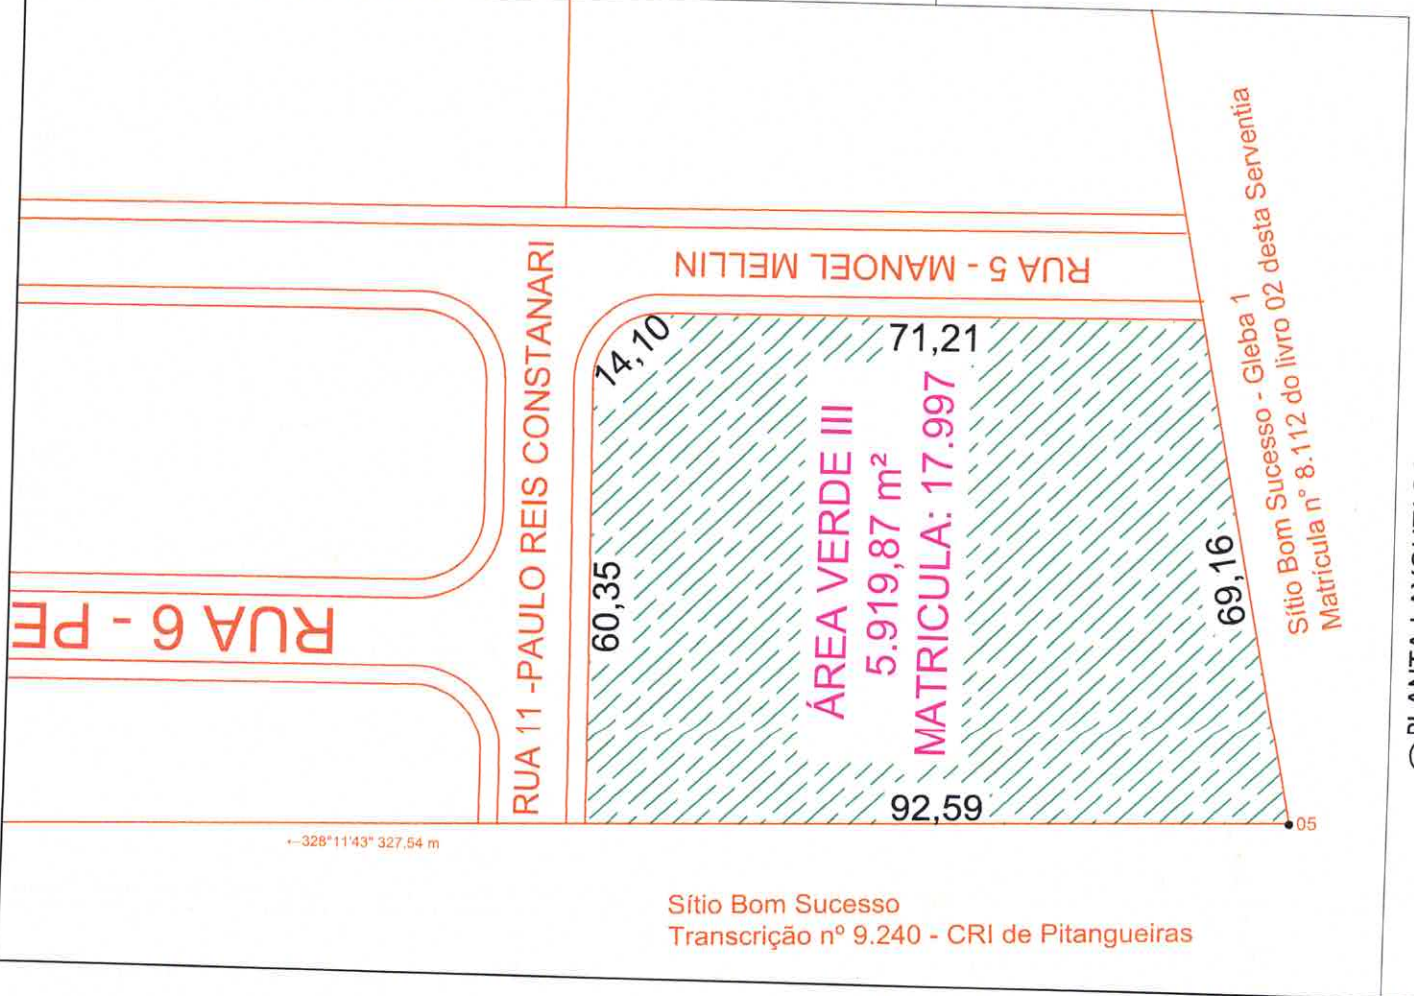 RUA 5 - MANOEL MELLIN
RUA 11 -PAULO REIS CONSTANARI
RUA 6 - PE
14,10
71,21
60,35
69,16
92,59
ÁREA VERDE III
5.919,87 m²
MATRICULA: 17.997
Sítio Bom Sucesso - Gleba 1
Matrícula n° 8.112 do livro 02 desta Serventia
05
←328°11'43" 327,54 m
Sítio Bom Sucesso
Transcrição nº 9.240 - CRI de Pitangueiras